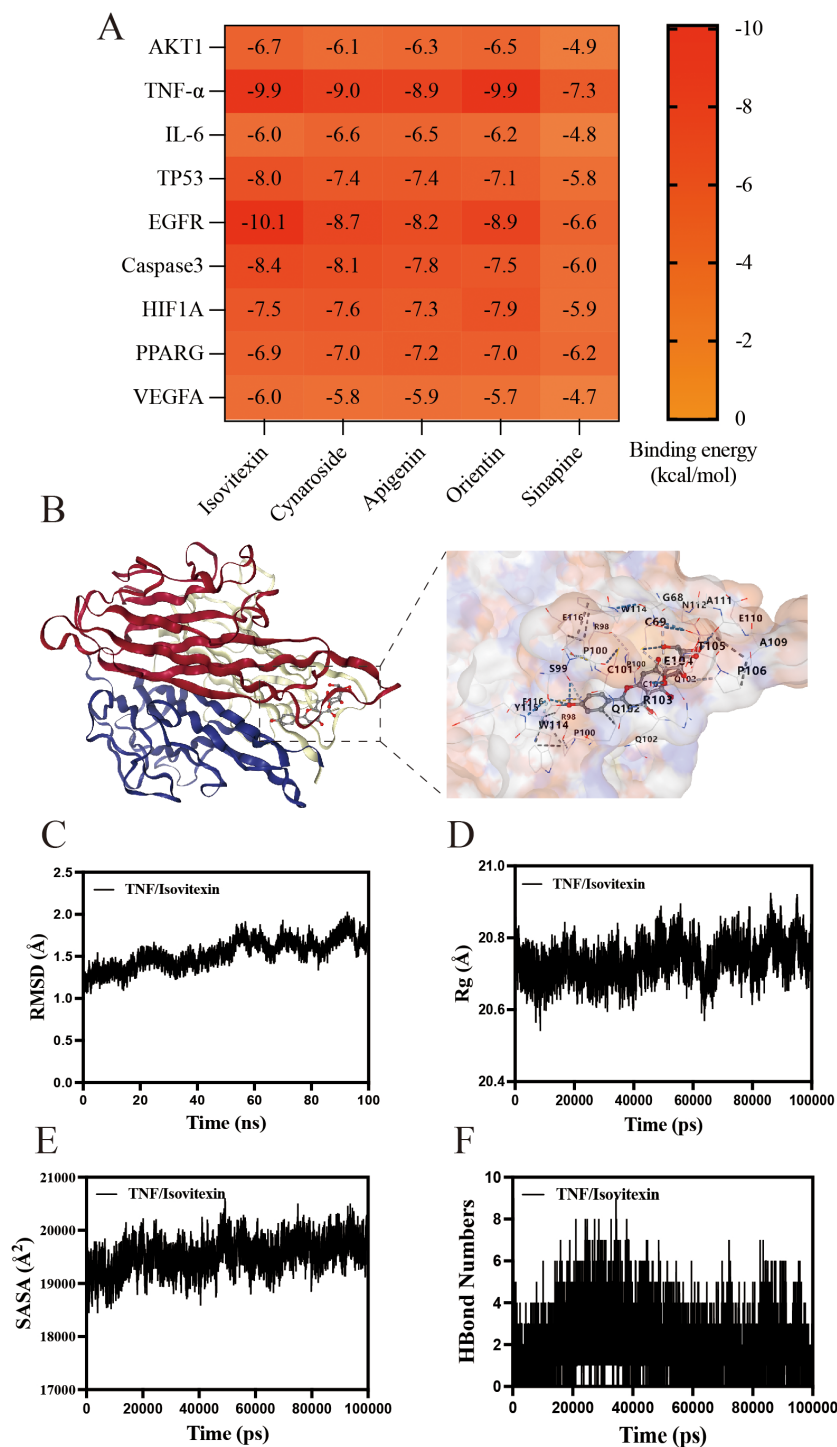 A
AKT1 -6.7 -6.1 -6.3 -6.5 -4.9
TNF-α -9.9 -9.0 -8.9 -9.9 -7.3
IL-6 -6.0 -6.6 -6.5 -6.2 -4.8
TP53 -8.0 -7.4 -7.4 -7.1 -5.8
EGFR -10.1 -8.7 -8.2 -8.9 -6.6
Caspase3 -8.4 -8.1 -7.8 -7.5 -6.0
HIF1A -7.5 -7.6 -7.3 -7.9 -5.9
PPARG -6.9 -7.0 -7.2 -7.0 -6.2
VEGFA -6.0 -5.8 -5.9 -5.7 -4.7
Isovitexin
Cynaroside
Apigenin
Orientin
Sinapine
-10
-8
-6
-4
-2
0
Binding energy
(kcal/mol)
B
G68
A111
W114
N112
E116
C69
E110
R98
T105
A109
P100
E104
P106
S99
C101
P100
Q102
R103
Y115
Q102
R98
W114
P100
Q102
C
2.5
2.0
1.5
1.0
0.5
0.0
RMSD (Å)
TNF/Isovitexin
0 20 40 60 80 100
Time (ns)
D
21.0
20.8
20.6
20.4
Rg (Å)
TNF/Isovitexin
0 20000 40000 60000 80000 100000
Time (ps)
E
21000
20000
19000
18000
17000
SASA (Å²)
TNF/Isovitexin
0 20000 40000 60000 80000 100000
Time (ps)
F
10
8
6
4
2
0
HBond Numbers
TNF/Isovitexin
0 20000 40000 60000 80000 100000
Time (ps)